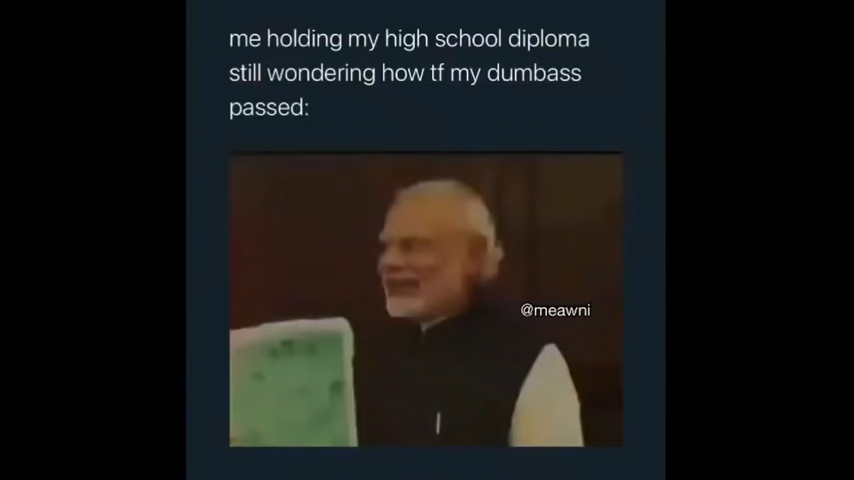 me holding my high school diploma
still wondering how tf my dumbass
passed:
@meawni